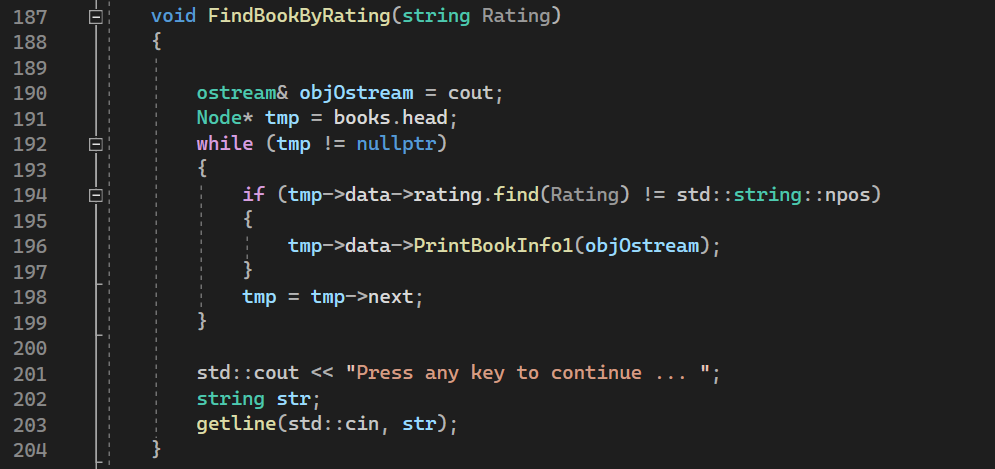 187 void FindBookByRating(string Rating)
188 {
189
190 ostream& objOstream = cout;
191 Node* tmp = books.head;
192 while (tmp != nullptr)
193 {
194 if (tmp->data->rating.find(Rating) != std::string::npos)
195 {
196 tmp->data->PrintBookInfo1(objOstream);
197 }
198 tmp = tmp->next;
199 }
200
201 std::cout << "Press any key to continue ... ";
202 string str;
203 getline(std::cin, str);
204 }